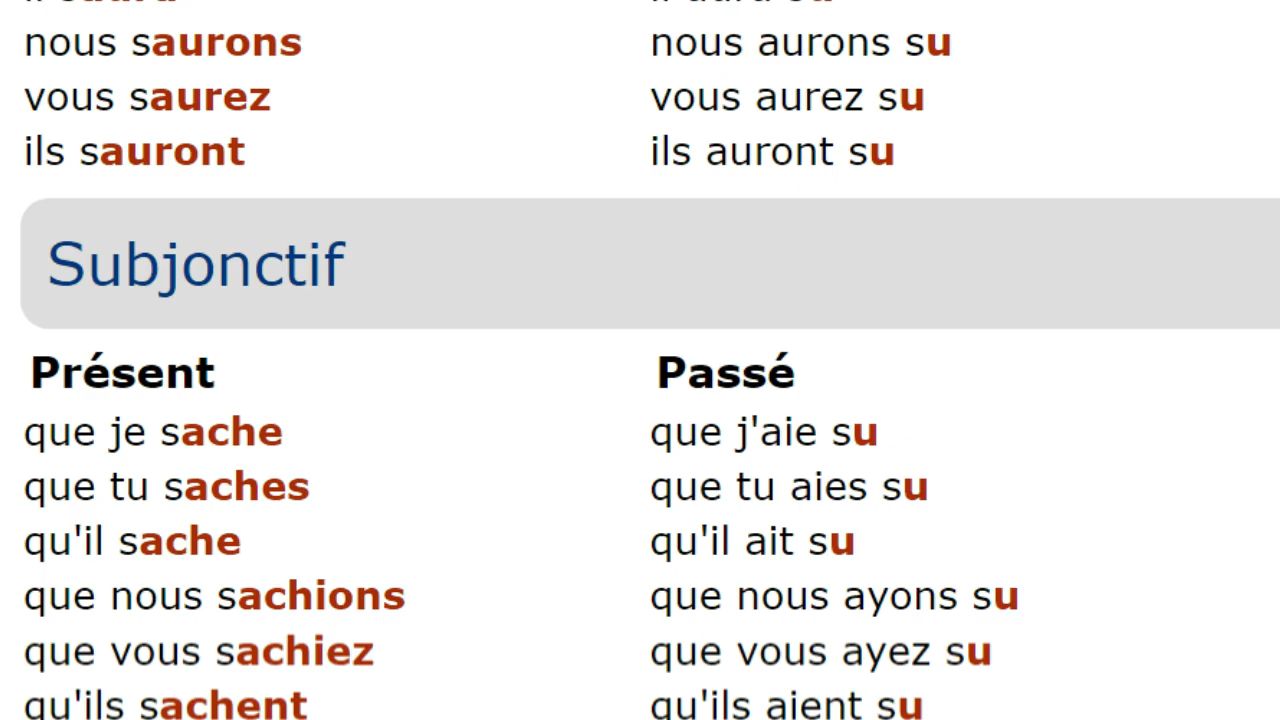 nous saurons
vous saurez
ils sauront
nous aurons su
vous aurez su
ils auront su
Subjonctif
Présent
que je sache
que tu saches
qu'il sache
que nous sachions
que vous sachiez
qu'ils sachent
Passé
que j'aie su
que tu aies su
qu'il ait su
que nous ayons su
que vous ayez su
qu'ils aient su